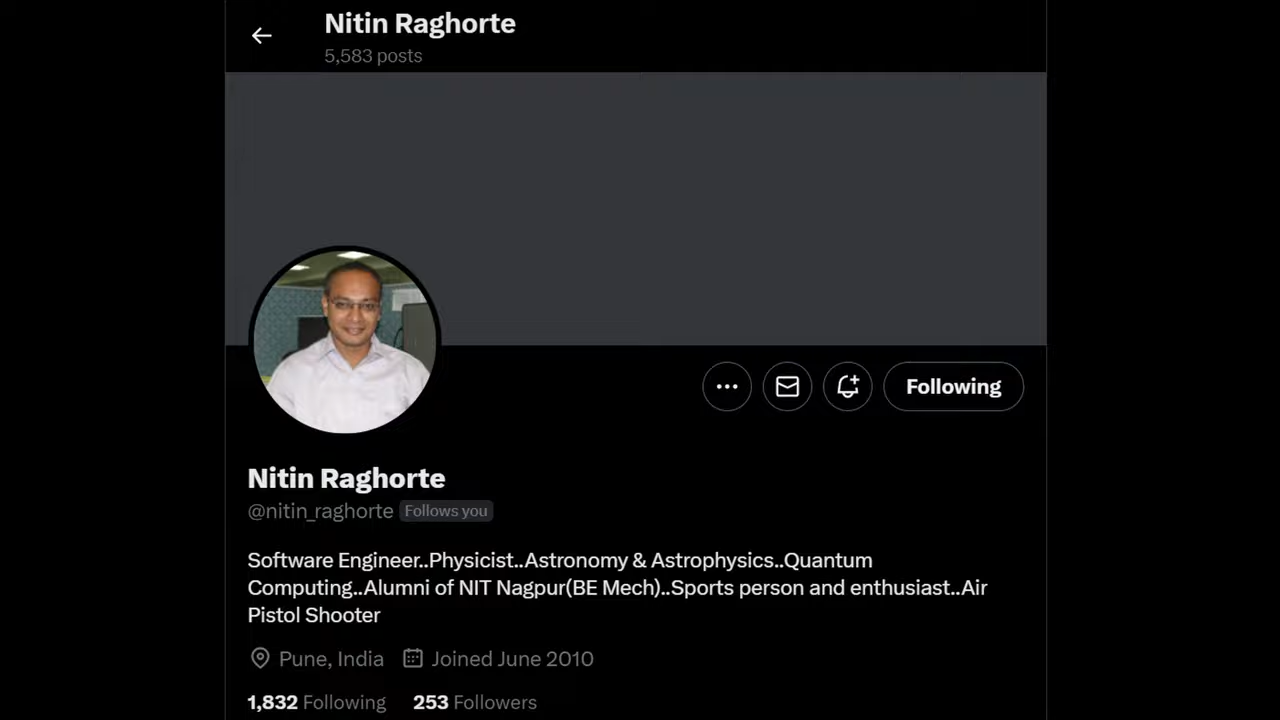 Nitin Raghorte
5,583 posts
Following
Nitin Raghorte
@nitin_raghorte Follows you
Software Engineer..Physicist..Astronomy & Astrophysics..Quantum
Computing..Alumni of NIT Nagpur(BE Mech)..Sports person and enthusiast..Air
Pistol Shooter
Pune, India Joined June 2010
1,832 Following 253 Followers